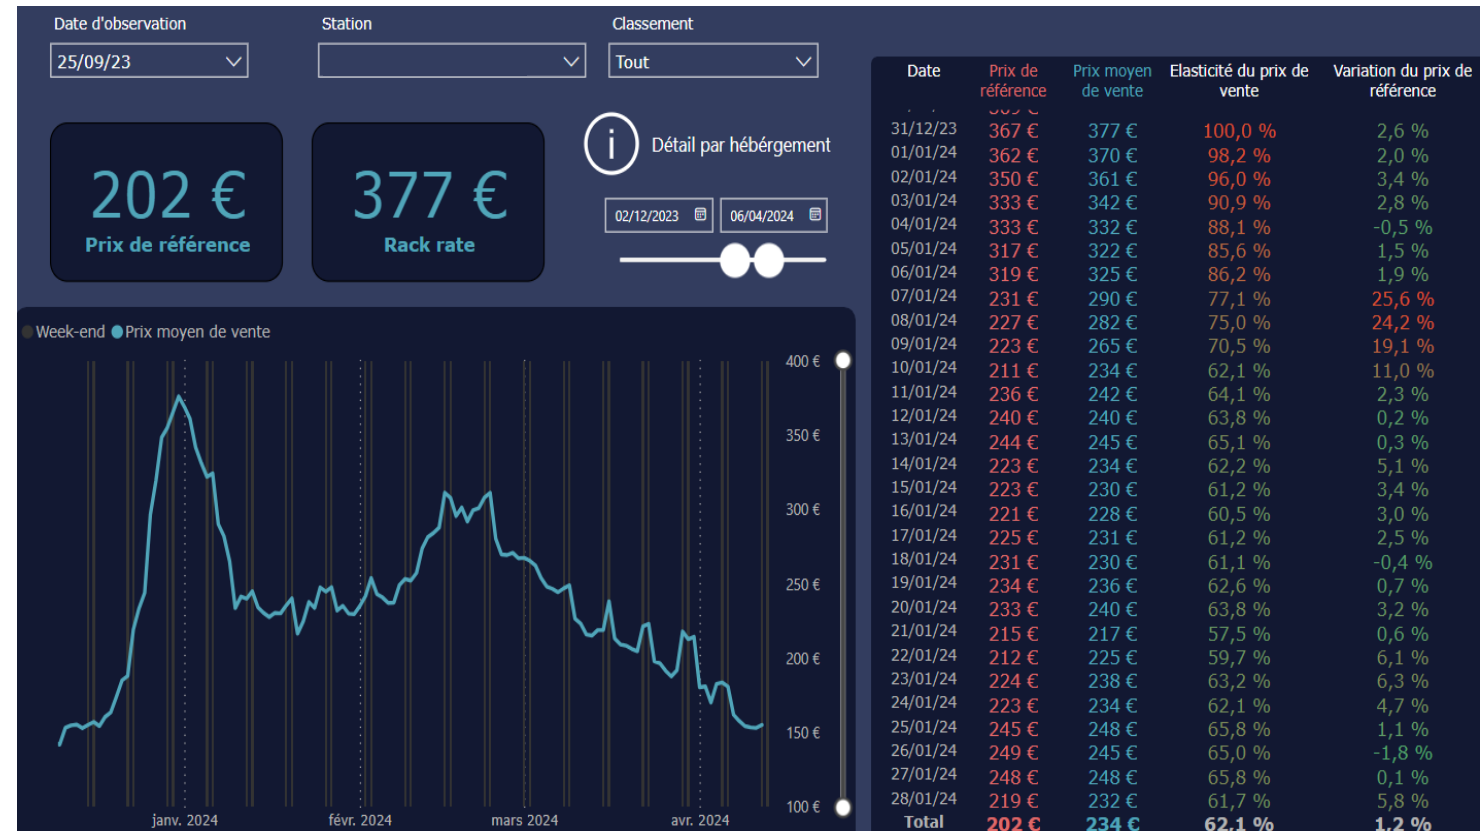 Date d'observation
Station
Classement
25/09/23
Tout
202 €
Prix de référence
377 €
Rack rate
i
Détail par hébérgement
02/12/2023
06/04/2024
Week-end
Prix moyen de vente
400 €
350 €
300 €
250 €
200 €
150 €
100 €
janv. 2024
févr. 2024
mars 2024
avr. 2024
Date Prix de référence Prix moyen de vente Elasticité du prix de vente Variation du prix de référence
31/12/23 367 € 377 € 100,0 % 2,6 %
01/01/24 362 € 370 € 98,2 % 2,0 %
02/01/24 350 € 361 € 96,0 % 3,4 %
03/01/24 333 € 342 € 90,9 % 2,8 %
04/01/24 333 € 332 € 88,1 % -0,5 %
05/01/24 317 € 322 € 85,6 % 1,5 %
06/01/24 319 € 325 € 86,2 % 1,9 %
07/01/24 231 € 290 € 77,1 % 25,6 %
08/01/24 227 € 282 € 75,0 % 24,2 %
09/01/24 223 € 265 € 70,5 % 19,1 %
10/01/24 211 € 234 € 62,1 % 11,0 %
11/01/24 236 € 242 € 64,1 % 2,3 %
12/01/24 240 € 240 € 63,8 % 0,2 %
13/01/24 244 € 245 € 65,1 % 0,3 %
14/01/24 223 € 234 € 62,2 % 5,1 %
15/01/24 223 € 230 € 61,2 % 3,4 %
16/01/24 221 € 228 € 60,5 % 3,0 %
17/01/24 225 € 231 € 61,2 % 2,5 %
18/01/24 231 € 230 € 61,1 % -0,4 %
19/01/24 234 € 236 € 62,6 % 0,7 %
20/01/24 233 € 240 € 63,8 % 3,2 %
21/01/24 215 € 217 € 57,5 % 0,6 %
22/01/24 212 € 225 € 59,7 % 6,1 %
23/01/24 224 € 238 € 63,2 % 6,3 %
24/01/24 223 € 234 € 62,1 % 4,7 %
25/01/24 245 € 248 € 65,8 % 1,1 %
26/01/24 249 € 245 € 65,0 % -1,8 %
27/01/24 248 € 248 € 65,8 % 0,1 %
28/01/24 219 € 232 € 61,7 % 5,8 %
Total 202 € 234 € 62,1 % 1,2 %